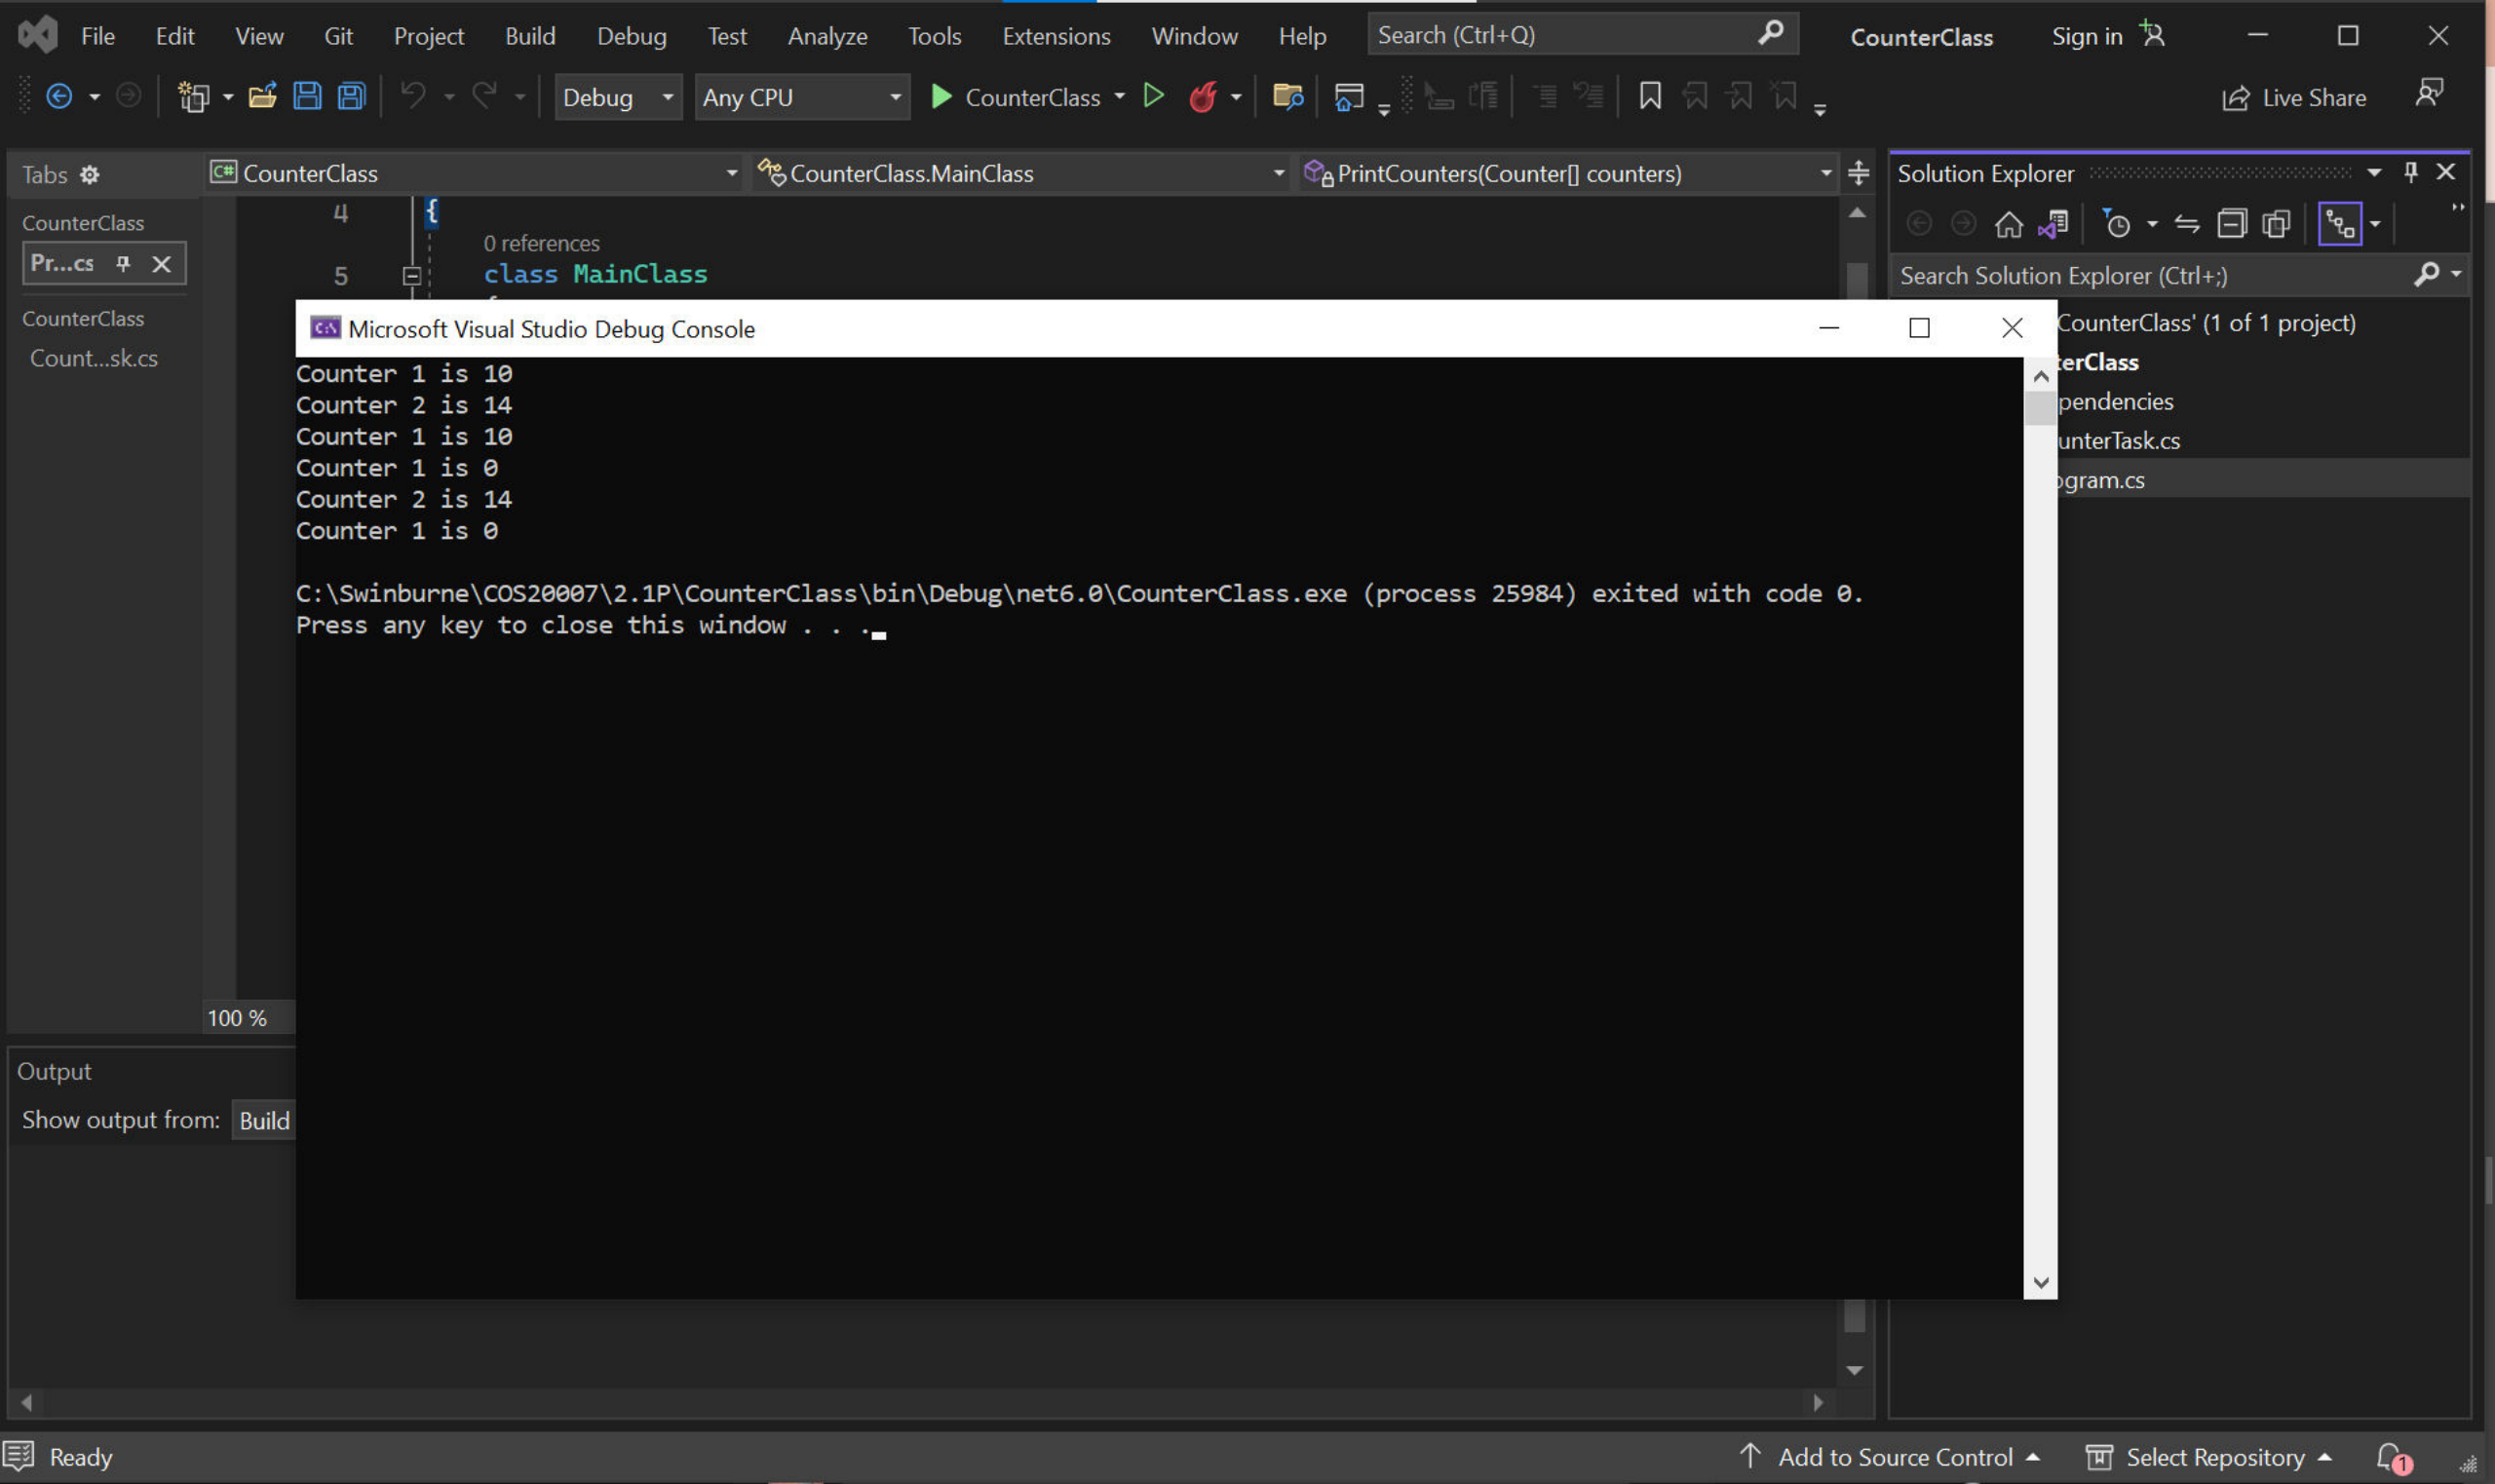 File Edit View Git Project Build Debug Test Analyze Tools Extensions Window Help Search (Ctrl+Q) CounterClass Sign in
Debug Any CPU CounterClass Live Share
Tabs CounterClass CounterClass.MainClass PrintCounters(Counter[] counters)
CounterClass
Pr...cs
CounterClass
Count...sk.cs
4 {
0 references
5 class MainClass
Solution Explorer
Search Solution Explorer (Ctrl+;)
CounterClass' (1 of 1 project)
terClass
pendencies
unterTask.cs
ogram.cs
Microsoft Visual Studio Debug Console
Counter 1 is 10
Counter 2 is 14
Counter 1 is 10
Counter 1 is 0
Counter 2 is 14
Counter 1 is 0
C:\Swinburne\COS20007\2.1P\CounterClass\bin\Debug\net6.0\CounterClass.exe (process 25984) exited with code 0.
Press any key to close this window . . .
100 %
Output
Show output from: Build
Ready Add to Source Control Select Repository 1